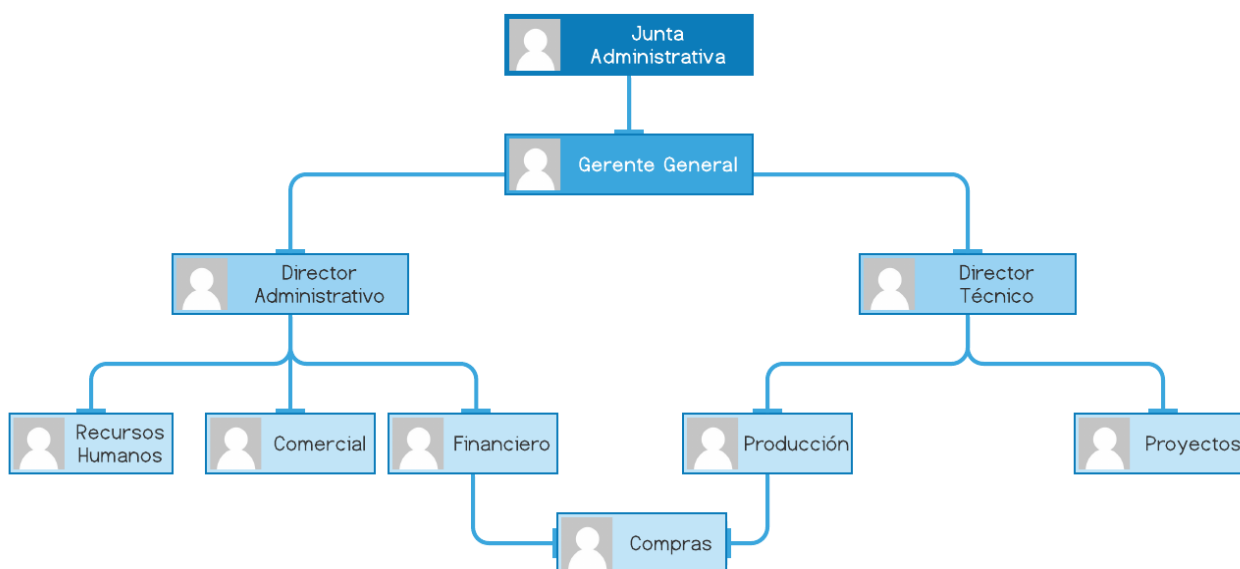 Junta
Administrativa
Gerente General
Director
Administrativo
Director
Técnico
Recursos
Humanos
Comercial
Financiero
Producción
Proyectos
Compras